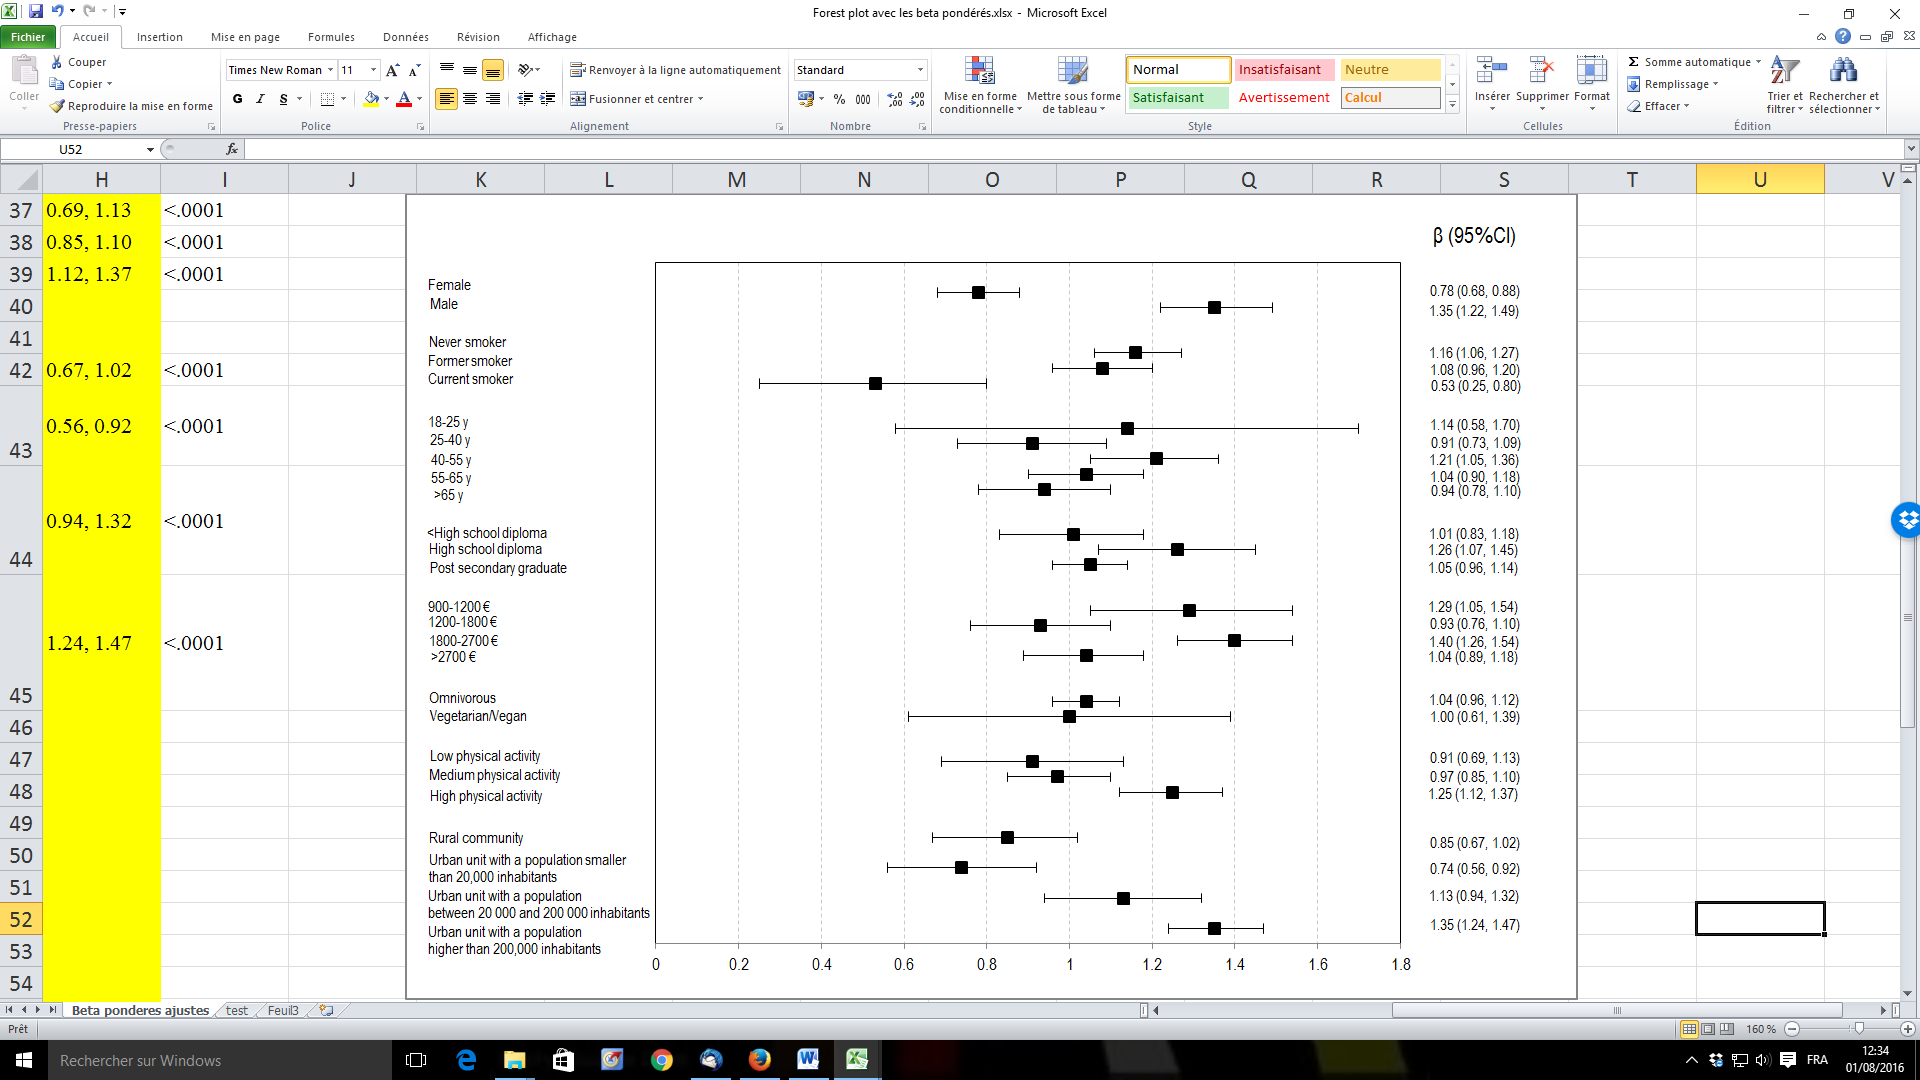 Forest plot avec les beta pondérés.xlsx - Microsoft Excel
Fichier Accueil Insertion Mise en page Formules Données Révision Affichage
Coller
Couper
Copier
Reproduire la mise en forme
Presse-papiers
Times New Roman 11
G I S
Police
Renvoyer à la ligne automatiquement
Fusionner et centrer
Alignement
Standard
% 000
Nombre
Mise en forme conditionnelle
Mettre sous forme de tableau
Normal Insatisfaisant Neutre
Satisfaisant Avertissement Calcul
Style
Insérer Supprimer Format
Cellules
Somme automatique
Remplissage
Effacer
Trier et filtrer
Rechercher et sélectionner
Édition
U52 fx
H I J K L M N O P Q R S T U V
37 0.69, 1.13 <.0001
38 0.85, 1.10 <.0001
39 1.12, 1.37 <.0001
40
41
42 0.67, 1.02 <.0001
43 0.56, 0.92 <.0001
44 0.94, 1.32 <.0001
45 1.24, 1.47 <.0001
46
47
48
49
50
51
52
53
54
β (95%CI)
Female 0.78 (0.68, 0.88)
Male 1.35 (1.22, 1.49)
Never smoker 1.16 (1.06, 1.27)
Former smoker 1.08 (0.96, 1.20)
Current smoker 0.53 (0.25, 0.80)
18-25 y 1.14 (0.58, 1.70)
25-40 y 0.91 (0.73, 1.09)
40-55 y 1.21 (1.05, 1.36)
55-65 y 1.04 (0.90, 1.18)
>65 y 0.94 (0.78, 1.10)
<High school diploma 1.01 (0.83, 1.18)
High school diploma 1.26 (1.07, 1.45)
Post secondary graduate 1.05 (0.96, 1.14)
900-1200 € 1.29 (1.05, 1.54)
1200-1800 € 0.93 (0.76, 1.10)
1800-2700 € 1.40 (1.26, 1.54)
>2700 € 1.04 (0.89, 1.18)
Omnivorous 1.04 (0.96, 1.12)
Vegetarian/Vegan 1.00 (0.61, 1.39)
Low physical activity 0.91 (0.69, 1.13)
Medium physical activity 0.97 (0.85, 1.10)
High physical activity 1.25 (1.12, 1.37)
Rural community 0.85 (0.67, 1.02)
Urban unit with a population smaller
than 20,000 inhabitants 0.74 (0.56, 0.92)
Urban unit with a population 1.13 (0.94, 1.32)
between 20 000 and 200 000 inhabitants
Urban unit with a population 1.35 (1.24, 1.47)
higher than 200,000 inhabitants
0 0.2 0.4 0.6 0.8 1 1.2 1.4 1.6 1.8
Beta ponderes ajustes test Feuil3
Prêt 160 %
Rechercher sur Windows
FRA
12:34
01/08/2016